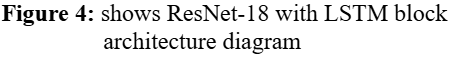 Figure 4: shows ResNet-18 with LSTM block
architecture diagram